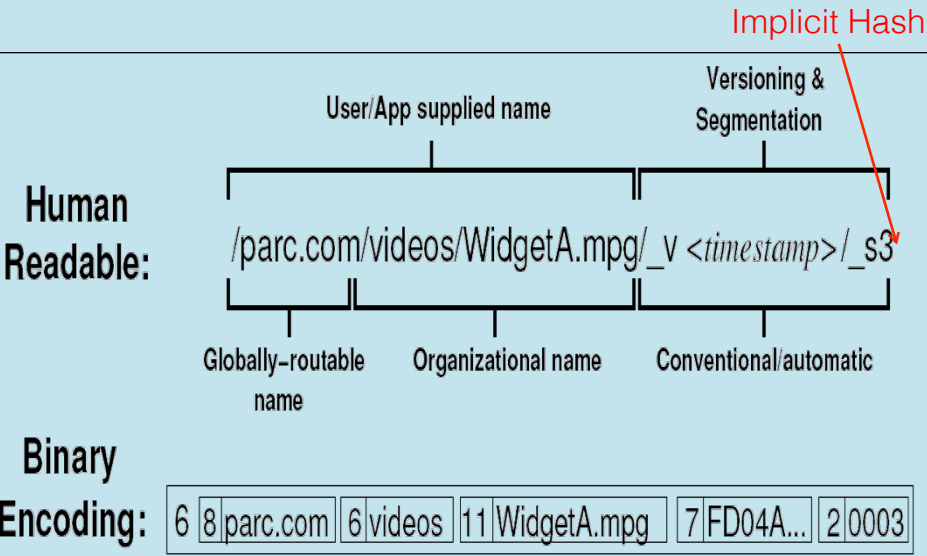 Implicit Hash
Versioning &
Segmentation
User/App supplied name
Human
Readable:
/parc.com/videos/WidgetA.mpg/_v <timestamp>/_s3
Globally-routable
name
Organizational name
Conventional/automatic
Binary
Encoding:
6 8 parc.com 6 videos 11 WidgetA.mpg 7 FD04A... 2 0003